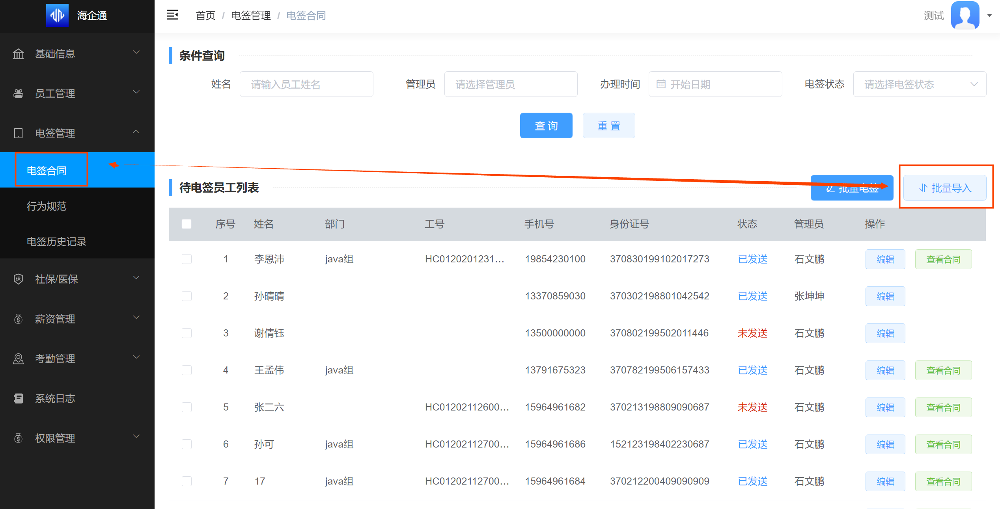 海企通
首页 / 电签管理 / 电签合同
测试
基础信息
员工管理
电签管理
电签合同
行为规范
电签历史记录
社保/医保
薪资管理
考勤管理
系统日志
权限管理
条件查询
姓名 请输入员工姓名 管理员 请选择管理员 办理时间 开始日期 电签状态 请选择电签状态
查询 重置
待电签员工列表 批量电签 批量导入
序号 姓名 部门 工号 手机号 身份证号 状态 管理员 操作
1 李恩沛 java组 HC0120201231... 19854230100 370830199102017273 已发送 石文鹏 编辑 查看合同
2 孙晴晴 13370859030 370302198801042542 已发送 张坤坤 编辑
3 谢倩钰 13500000000 370802199502011446 未发送 石文鹏 编辑
4 王孟伟 java组 13791675323 370782199506157433 已发送 石文鹏 编辑 查看合同
5 张二六 HC01202112600... 15964961682 370213198809090687 未发送 石文鹏 编辑 查看合同
6 孙可 java组 HC01202112700... 15964961686 152123198402230687 已发送 石文鹏 编辑 查看合同
7 17 java组 HC01202112700... 15964961684 370212200409090909 已发送 石文鹏 编辑 查看合同